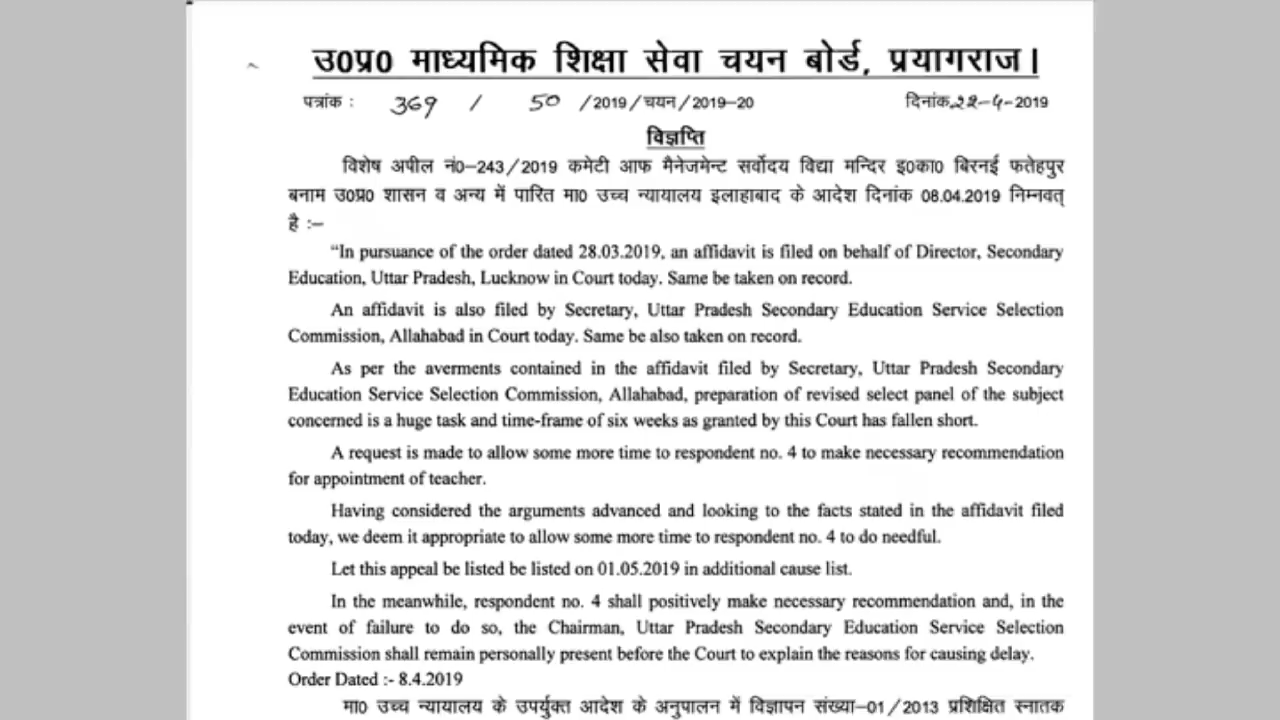 उ0प्र0 माध्यमिक शिक्षा सेवा चयन बोर्ड, प्रयागराज।
पत्रांक : 369 / 50 /2019/चयन/2019–20 दिनांक 22-4-2019
विज्ञप्ति
विशेष अपील नं0–243/2019 कमेटी आफ मैनेजमेन्ट सर्वोदय विद्या मन्दिर इ0का0 बिरनई फतेहपुर
बनाम उ0प्र0 शासन व अन्य में पारित मा0 उच्च न्यायालय इलाहाबाद के आदेश दिनांक 08.04.2019 निम्नवत्
है :–
“In pursuance of the order dated 28.03.2019, an affidavit is filed on behalf of Director, Secondary
Education, Uttar Pradesh, Lucknow in Court today. Same be taken on record.
An affidavit is also filed by Secretary, Uttar Pradesh Secondary Education Service Selection
Commission, Allahabad in Court today. Same be also taken on record.
As per the averments contained in the affidavit filed by Secretary, Uttar Pradesh Secondary
Education Service Selection Commission, Allahabad, preparation of revised select panel of the subject
concerned is a huge task and time-frame of six weeks as granted by this Court has fallen short.
A request is made to allow some more time to respondent no. 4 to make necessary recommendation
for appointment of teacher.
Having considered the arguments advanced and looking to the facts stated in the affidavit filed
today, we deem it appropriate to allow some more time to respondent no. 4 to do needful.
Let this appeal be listed be listed on 01.05.2019 in additional cause list.
In the meanwhile, respondent no. 4 shall positively make necessary recommendation and, in the
event of failure to do so, the Chairman, Uttar Pradesh Secondary Education Service Selection
Commission shall remain personally present before the Court to explain the reasons for causing delay.
Order Dated :- 8.4.2019
मा0 उच्च न्यायालय के उपर्युक्त आदेश के अनुपालन में विज्ञापन संख्या–01/2013 प्रशिक्षित स्नातक